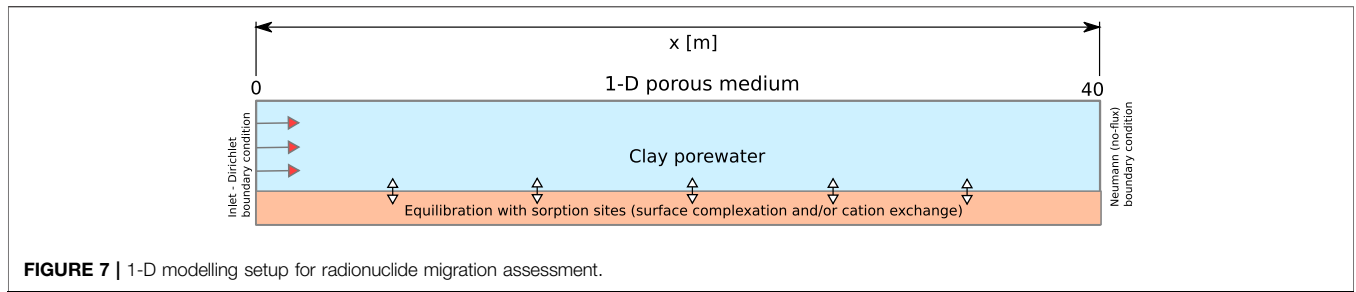 x [m]
0
1-D porous medium
40
Inlet - Dirichlet
boundary condition
Clay porewater
Neumann (no-flux)
boundary condition
Equilibration with sorption sites (surface complexation and/or cation exchange)
FIGURE 7 | 1-D modelling setup for radionuclide migration assessment.